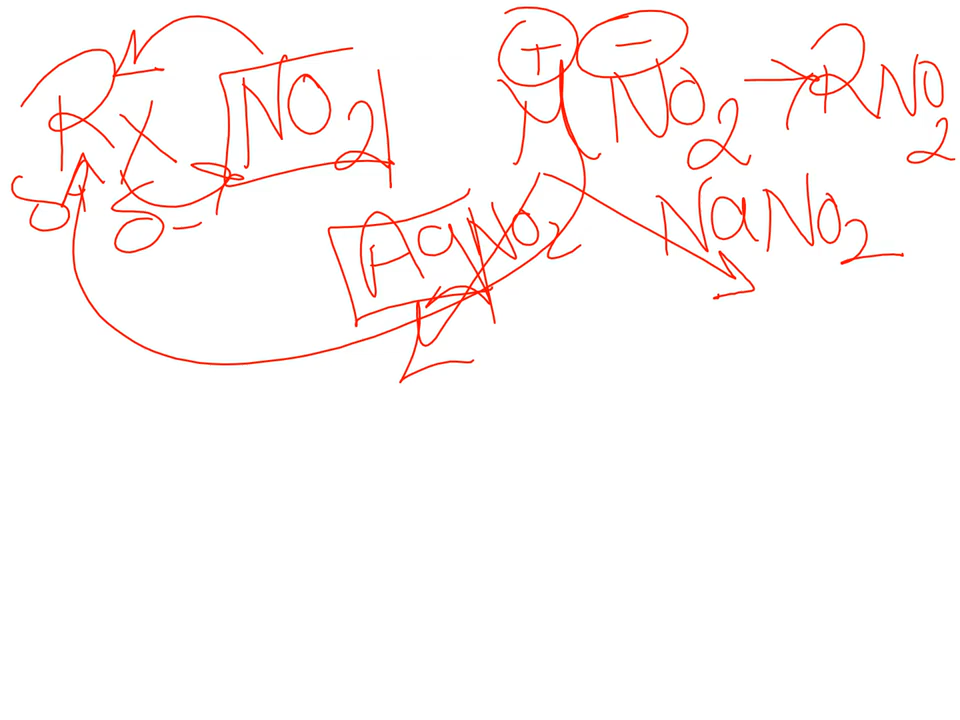 R X NO2 M + NO2 − → RNO2
δ+ δ− AgNO2 NaNO2